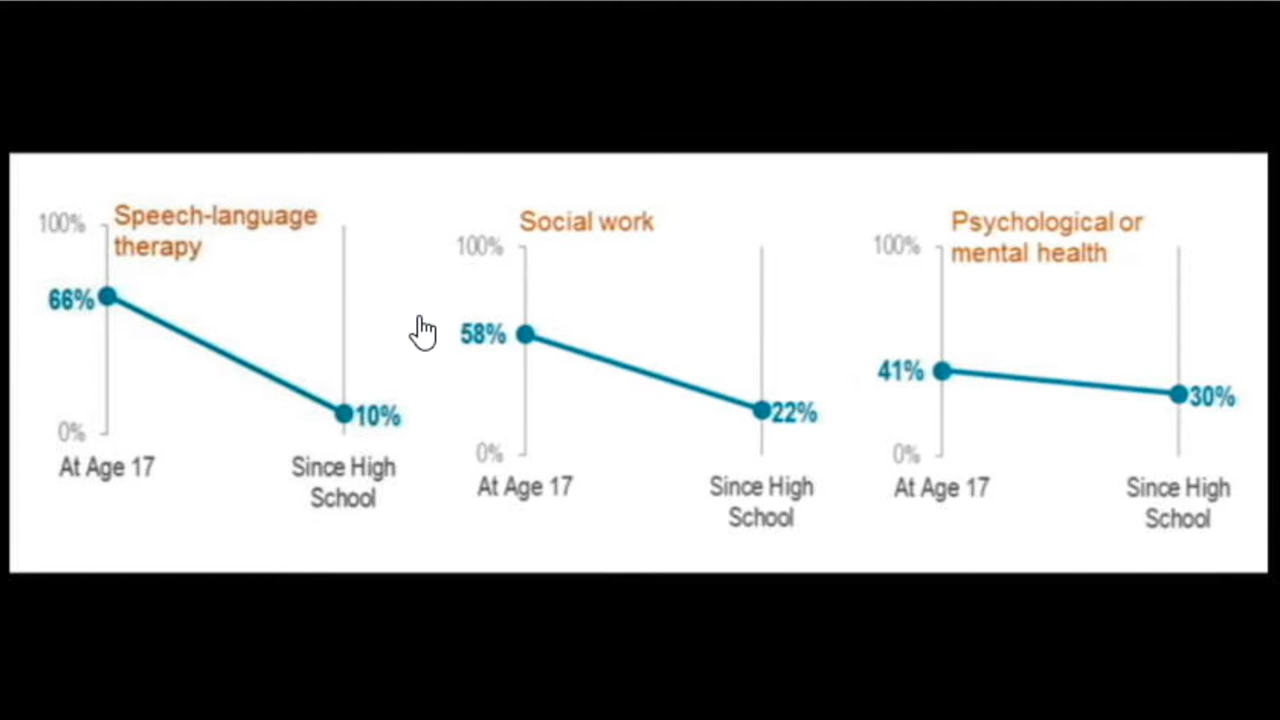 Speech-language
therapy
100%
66%
10%
0%
At Age 17
Since High
School
Social work
100%
58%
22%
0%
At Age 17
Since High
School
Psychological or
mental health
100%
41%
30%
0%
At Age 17
Since High
School